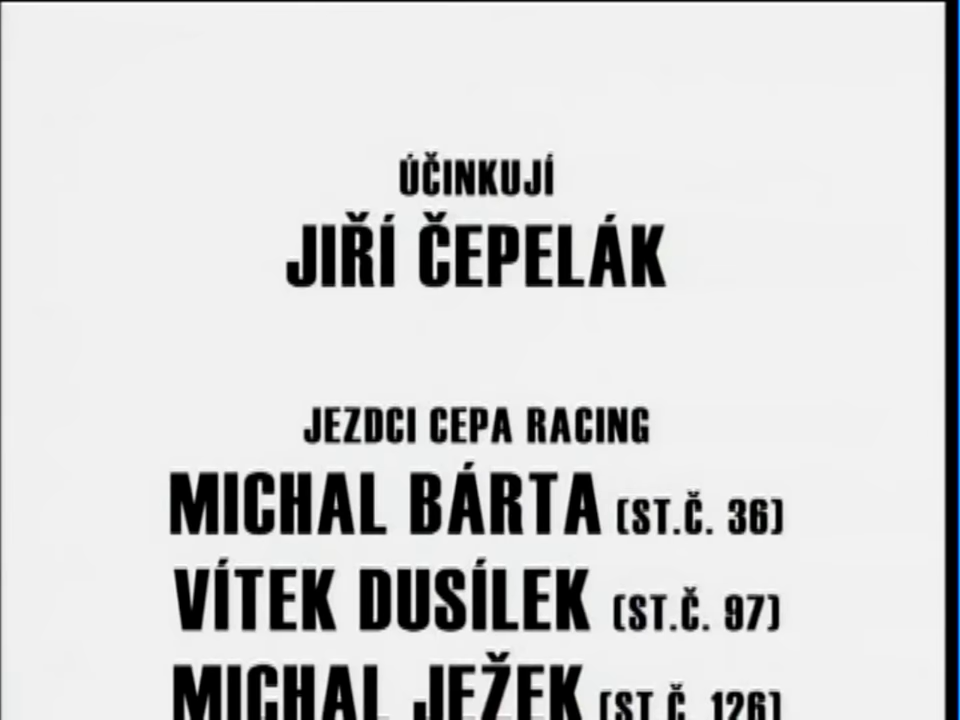 ÚČINKUJÍ
JIŘÍ ČEPELÁK
JEZDCI CEPA RACING
MICHAL BÁRTA (ST.Č. 36)
VÍTEK DUSÍLEK (ST.Č. 97)
MICHAL JEŽEK (ST.Č. 126)